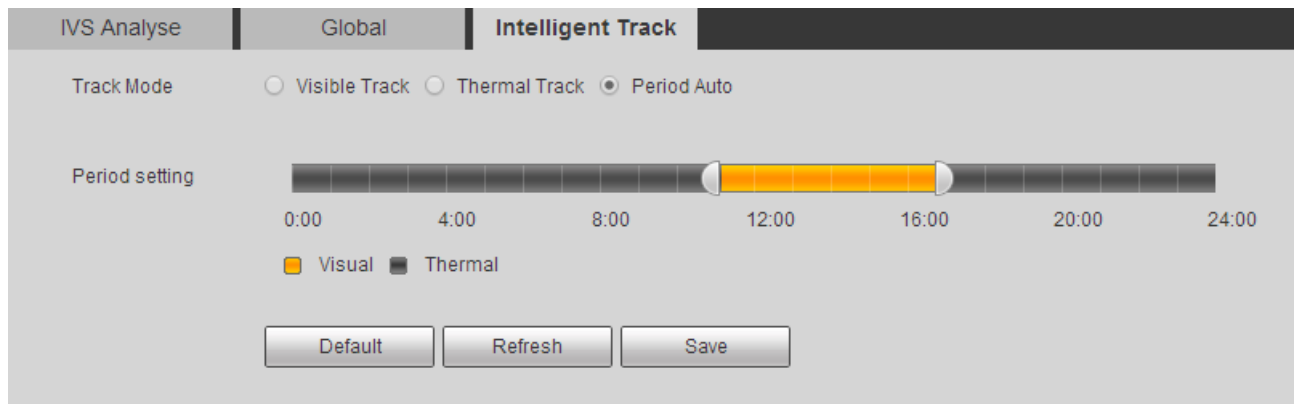 IVS Analyse Global Intelligent Track
Track Mode Visible Track Thermal Track Period Auto
Period setting
0:00 4:00 8:00 12:00 16:00 20:00 24:00
Visual Thermal
Default Refresh Save